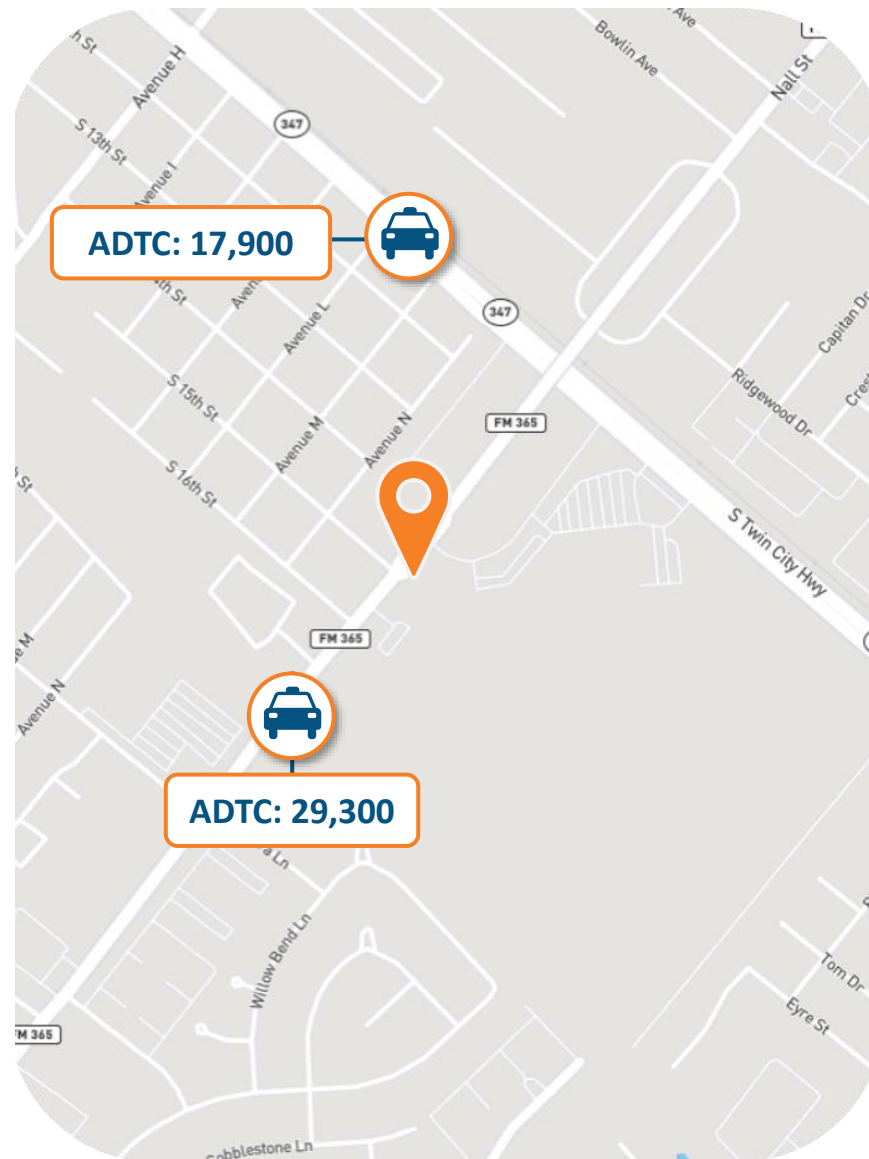 Avenue H
347
S 13th St
Avenue I
Bowlin Ave
Ave
Nall St
ADTC: 17,900
347
Avenue L
Capitan Dr
Ridgewood Dr
S 15th St
FM 365
Avenue M
Avenue N
S 16th St
S Twin City Hwy
FM 365
Avenue N
ADTC: 29,300
Willow Bend Ln
Tom Dr
Eyre St
FM 365
Cobblestone Ln